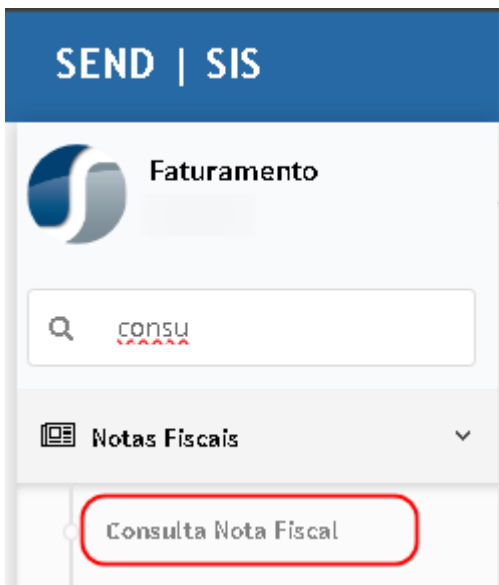 SEND | SIS
Faturamento
consu
Notas Fiscais
Consulta Nota Fiscal